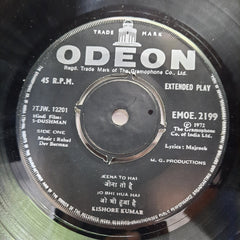 TRADE MARK
ODEON
Regd. Trade Mark of The Gramophone Co., Ltd.
45 R.P.M.
EXTENDED PLAY
7TJW. 12201
EMOE. 2199
Hindi Film:
S-DUSHMAN
℗ 1972
The Gramophone
Co. of India Ltd.
SIDE ONE
Music: Rahul
Dev Burman
Lyrics: Majrooh
M. G. PRODUCTIONS
JEENA TO HAI
जीना तो है
JO BHI HUA HAI
जो भी हुआ है
KISHORE KUMAR